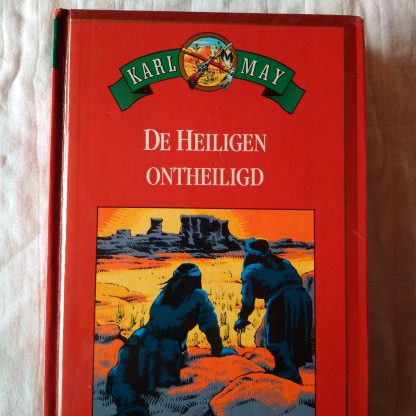 KARL MAY
DE HEILIGEN
ONTHEILIGD